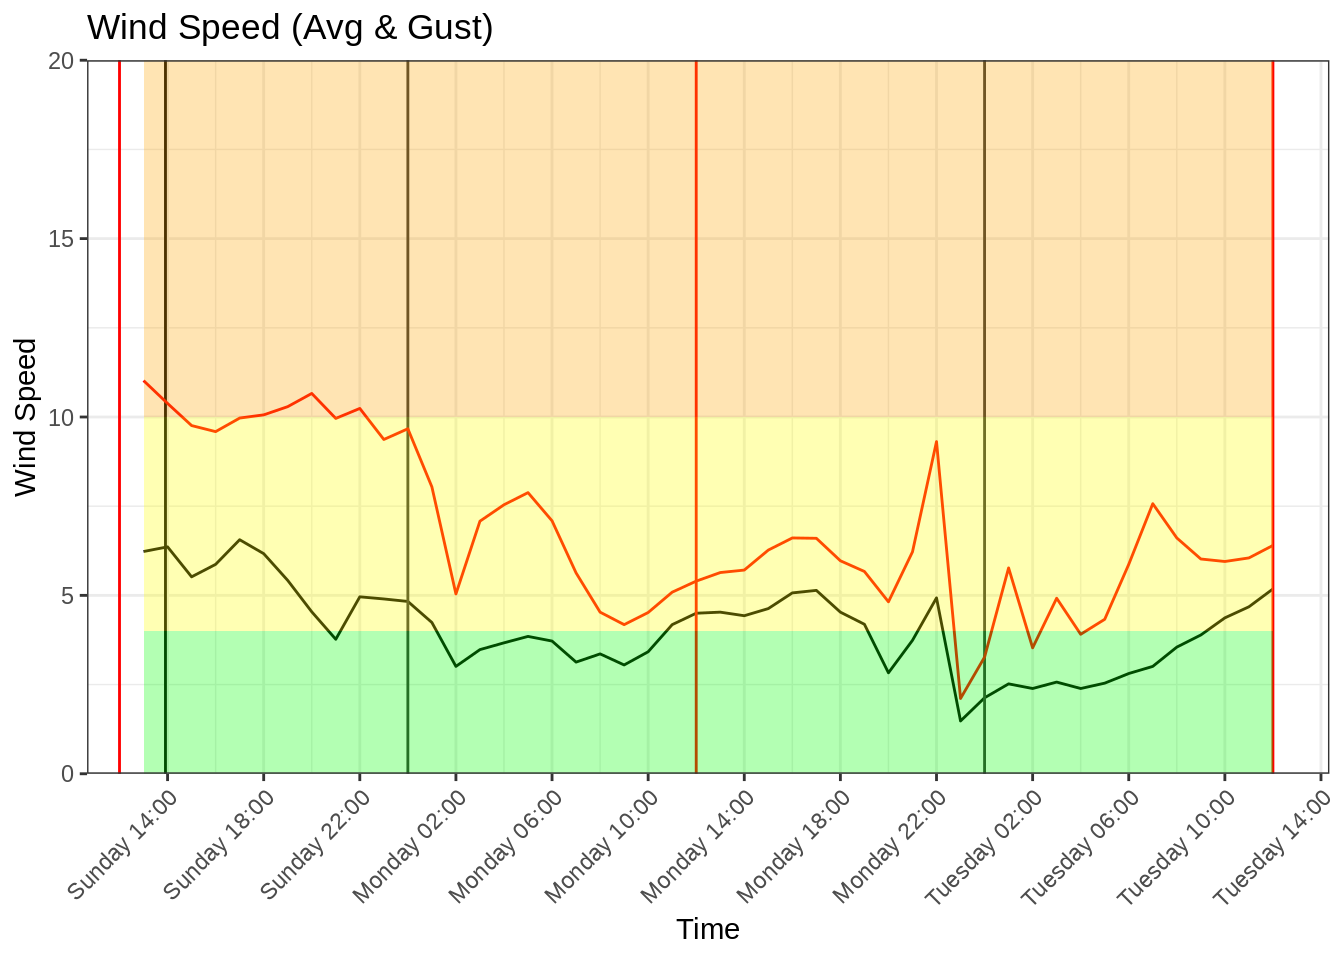 Wind Speed (Avg & Gust)
20
15
10
5
0
Wind Speed
Sunday 14:00
Sunday 18:00
Sunday 22:00
Monday 02:00
Monday 06:00
Monday 10:00
Monday 14:00
Monday 18:00
Monday 22:00
Tuesday 02:00
Tuesday 06:00
Tuesday 10:00
Tuesday 14:00
Time